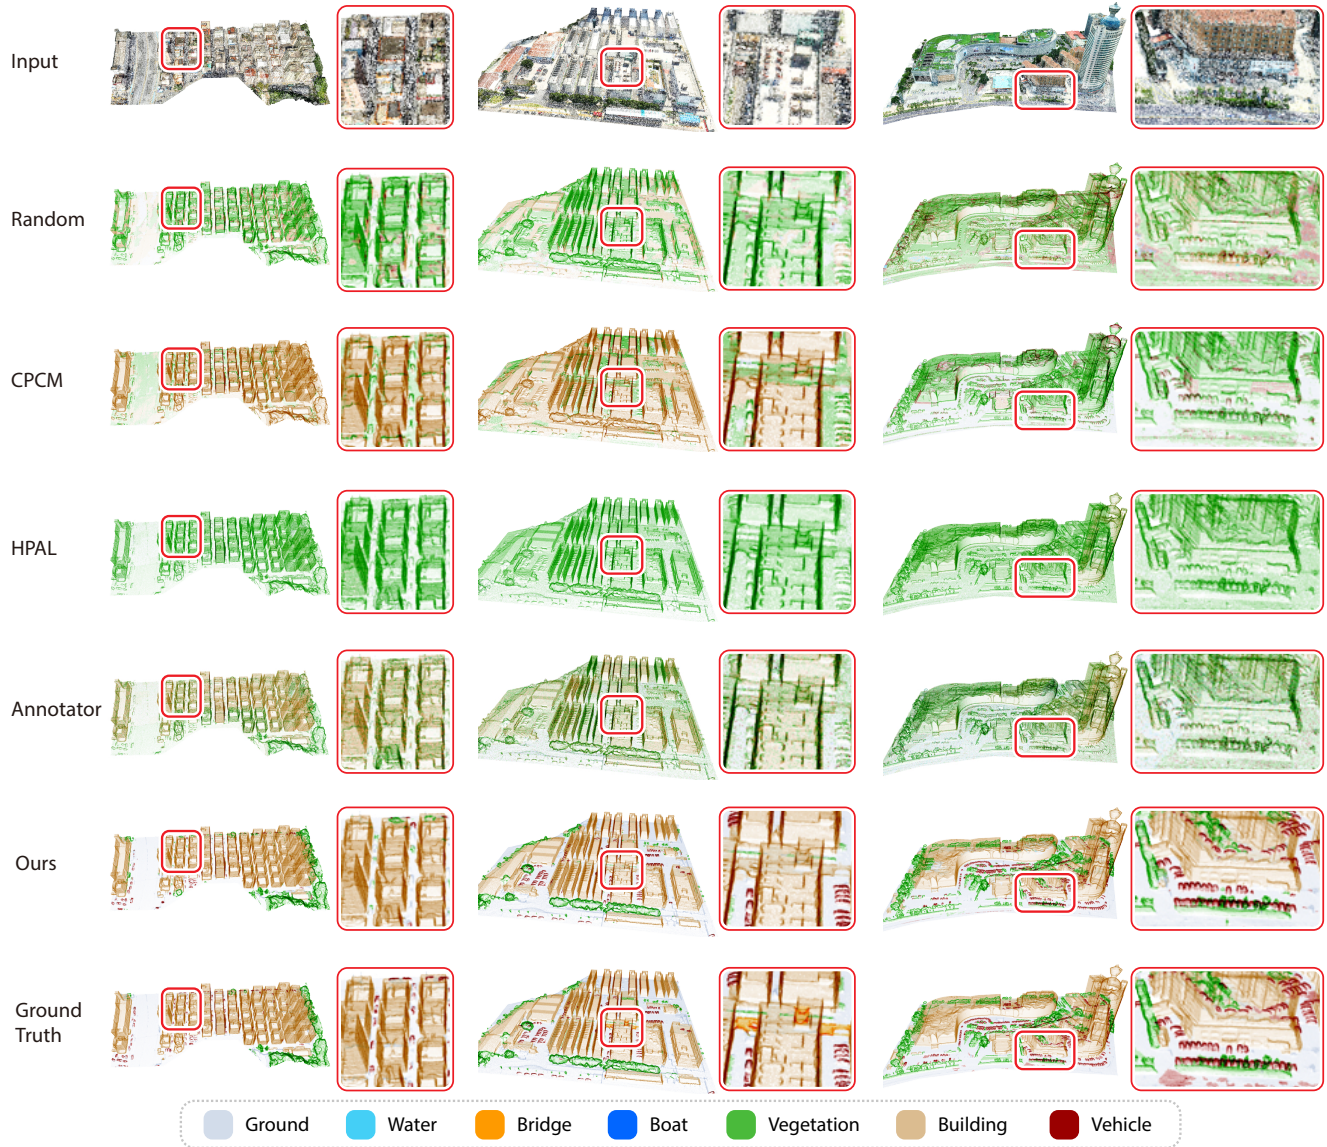 Input
Random
CPCM
HPAL
Annotator
Ours
Ground
Truth
Ground Water Bridge Boat Vegetation Building Vehicle